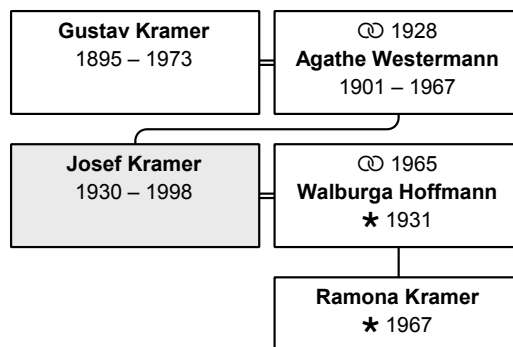 Gustav Kramer
1895 – 1973
⚭ 1928
Agathe Westermann
1901 – 1967
Josef Kramer
1930 – 1998
⚭ 1965
Walburga Hoffmann
★ 1931
Ramona Kramer
★ 1967